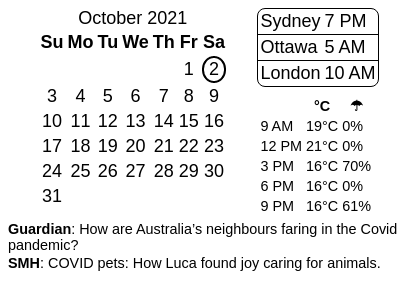 October 2021
Su Mo Tu We Th Fr Sa
1 2
3 4 5 6 7 8 9
10 11 12 13 14 15 16
17 18 19 20 21 22 23
24 25 26 27 28 29 30
31
Sydney 7 PM
Ottawa 5 AM
London 10 AM
°C ☂
9 AM 19°C 0%
12 PM 21°C 0%
3 PM 16°C 70%
6 PM 16°C 0%
9 PM 16°C 61%
Guardian: How are Australia’s neighbours faring in the Covid
pandemic?
SMH: COVID pets: How Luca found joy caring for animals.